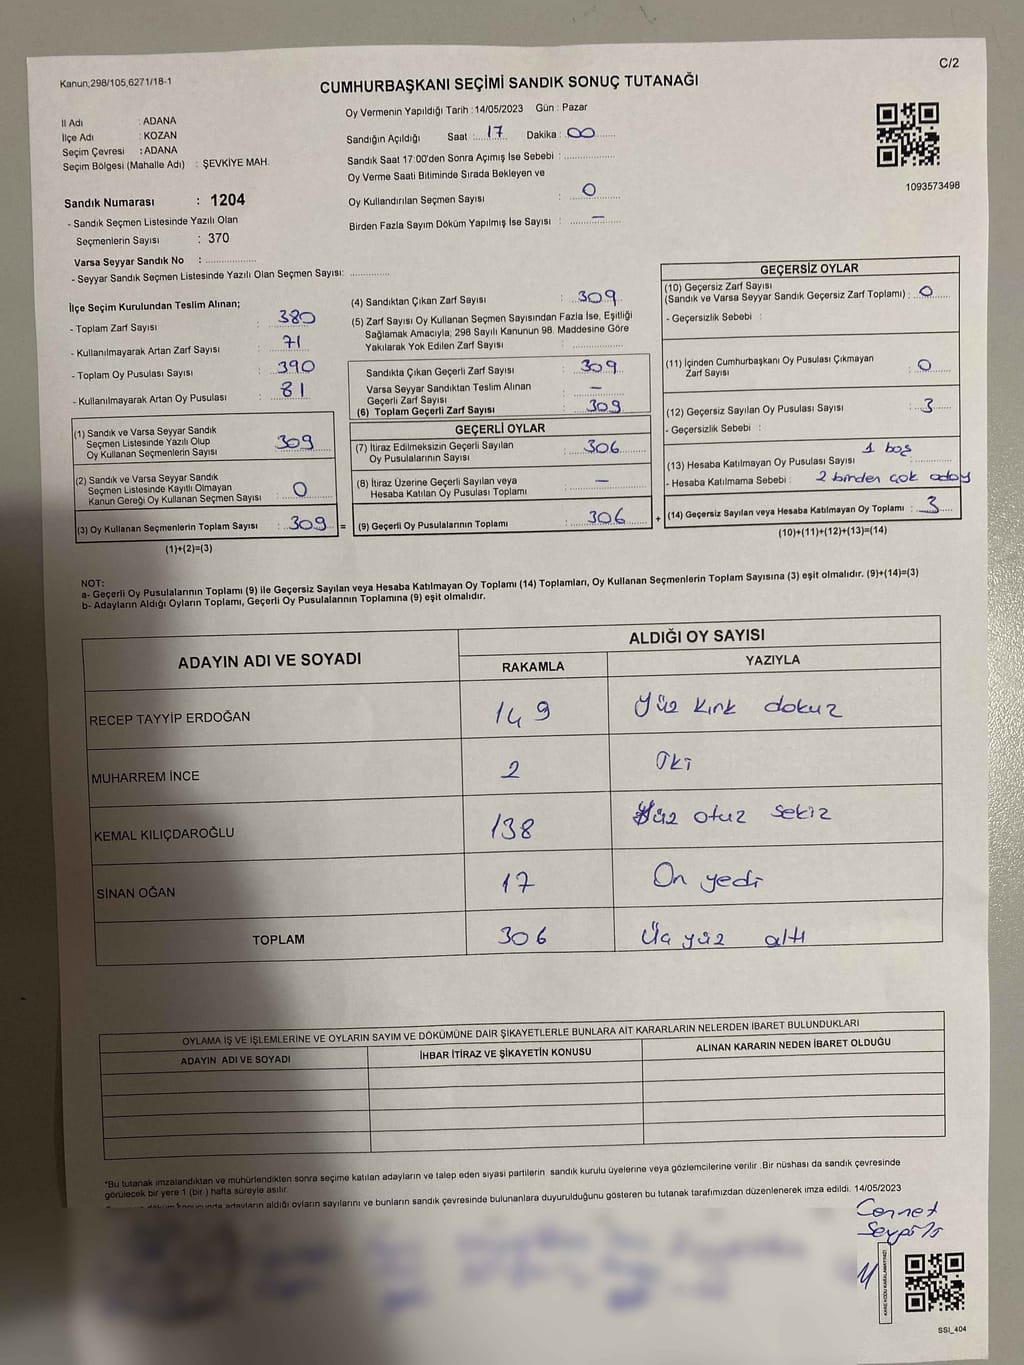 Kanun;298/105,6271/18-1
C/2
CUMHURBAŞKANI SEÇİMİ SANDIK SONUÇ TUTANAĞI
İl Adı : ADANA
İlçe Adı : KOZAN
Seçim Çevresi : ADANA
Seçim Bölgesi (Mahalle Adı) : ŞEVKİYE MAH.
Sandık Numarası : 1204
- Sandık Seçmen Listesinde Yazılı Olan
Seçmenlerin Sayısı : 370
Varsa Seyyar Sandık No :
- Seyyar Sandık Seçmen Listesinde Yazılı Olan Seçmen Sayısı:
Oy Vermenin Yapıldığı Tarih : 14/05/2023 Gün : Pazar
Sandığın Açıldığı Saat : 17 Dakika : 00
Sandık Saat 17:00'den Sonra Açımış İse Sebebi :
Oy Verme Saati Bitiminde Sırada Bekleyen ve
Oy Kullandırılan Seçmen Sayısı : 0
Birden Fazla Sayım Döküm Yapılmış İse Sayısı : —
1093573498
İlçe Seçim Kurulundan Teslim Alınan;
- Toplam Zarf Sayısı : 380
- Kullanılmayarak Artan Zarf Sayısı : 71
- Toplam Oy Pusulası Sayısı : 390
- Kullanılmayarak Artan Oy Pusulası : 81
(1) Sandık ve Varsa Seyyar Sandık
Seçmen Listesinde Yazılı Olup
Oy Kullanan Seçmenlerin Sayısı : 309
(2) Sandık ve Varsa Seyyar Sandık
Seçmen Listesinde Kayıtlı Olmayan
Kanun Gereği Oy Kullanan Seçmen Sayısı : 0
(3) Oy Kullanan Seçmenlerin Toplam Sayısı : 309 =
(1)+(2)=(3)
(4) Sandıktan Çıkan Zarf Sayısı : 309
(5) Zarf Sayısı Oy Kullanan Seçmen Sayısından Fazla İse, Eşitliği
Sağlamak Amacıyla; 298 Sayılı Kanunun 98. Maddesine Göre
Yakılarak Yok Edilen Zarf Sayısı :
Sandıkta Çıkan Geçerli Zarf Sayısı : 309
Varsa Seyyar Sandıktan Teslim Alınan
Geçerli Zarf Sayısı : —
(6) Toplam Geçerli Zarf Sayısı : 309
GEÇERLİ OYLAR
(7) İtiraz Edilmeksizin Geçerli Sayılan
Oy Pusulalarının Sayısı : 306
(8) İtiraz Üzerine Geçerli Sayılan veya
Hesaba Katılan Oy Pusulası Toplamı : —
(9) Geçerli Oy Pusulalarının Toplamı : 306 +
GEÇERSİZ OYLAR
(10) Geçersiz Zarf Sayısı
(Sandık ve Varsa Seyyar Sandık Geçersiz Zarf Toplamı) : 0
- Geçersizlik Sebebi :
(11) İçinden Cumhurbaşkanı Oy Pusulası Çıkmayan
Zarf Sayısı : 0
(12) Geçersiz Sayılan Oy Pusulası Sayısı : 3
- Geçersizlik Sebebi :
1 boş
(13) Hesaba Katılmayan Oy Pusulası Sayısı :
- Hesaba Katılmama Sebebi : 2 birden çok aday
(14) Geçersiz Sayılan veya Hesaba Katılmayan Oy Toplamı : 3
(10)+(11)+(12)+(13)=(14)
NOT:
a- Geçerli Oy Pusulalarının Toplamı (9) ile Geçersiz Sayılan veya Hesaba Katılmayan Oy Toplamı (14) Toplamları, Oy Kullanan Seçmenlerin Toplam Sayısına (3) eşit olmalıdır. (9)+(14)=(3)
b- Adayların Aldığı Oyların Toplamı, Geçerli Oy Pusulalarının Toplamına (9) eşit olmalıdır.
ADAYIN ADI VE SOYADI ALDIĞI OY SAYISI
RAKAMLA YAZIYLA
RECEP TAYYİP ERDOĞAN 149 Yüz kırk dokuz
MUHARREM İNCE 2 İki
KEMAL KILIÇDAROĞLU 138 Yüz otuz sekiz
SİNAN OĞAN 17 On yedi
TOPLAM 306 Üç yüz altı
OYLAMA İŞ VE İŞLEMLERİNE VE OYLARIN SAYIM VE DÖKÜMÜNE DAİR ŞİKAYETLERLE BUNLARA AİT KARARLARIN NELERDEN İBARET BULUNDUKLARI
ADAYIN ADI VE SOYADI İHBAR İTİRAZ VE ŞİKAYETİN KONUSU ALINAN KARARIN NEDEN İBARET OLDUĞU
*Bu tutanak imzalandıktan ve mühürlendikten sonra seçime katılan adayların ve talep eden siyasi partilerin sandık kurulu üyelerine veya gözlemcilerine verilir. Bir nüshası da sandık çevresinde
görülecek bir yere 1 (bir) hafta süreyle asılır.
adayların aldığı oyların sayılarını ve bunların sandık çevresinde bulunanlara duyurulduğunu gösteren bu tutanak tarafımızdan düzenlenerek imza edildi. 14/05/2023
Cennet
KARE KODU KARALAMAYINIZ!
SSI_404